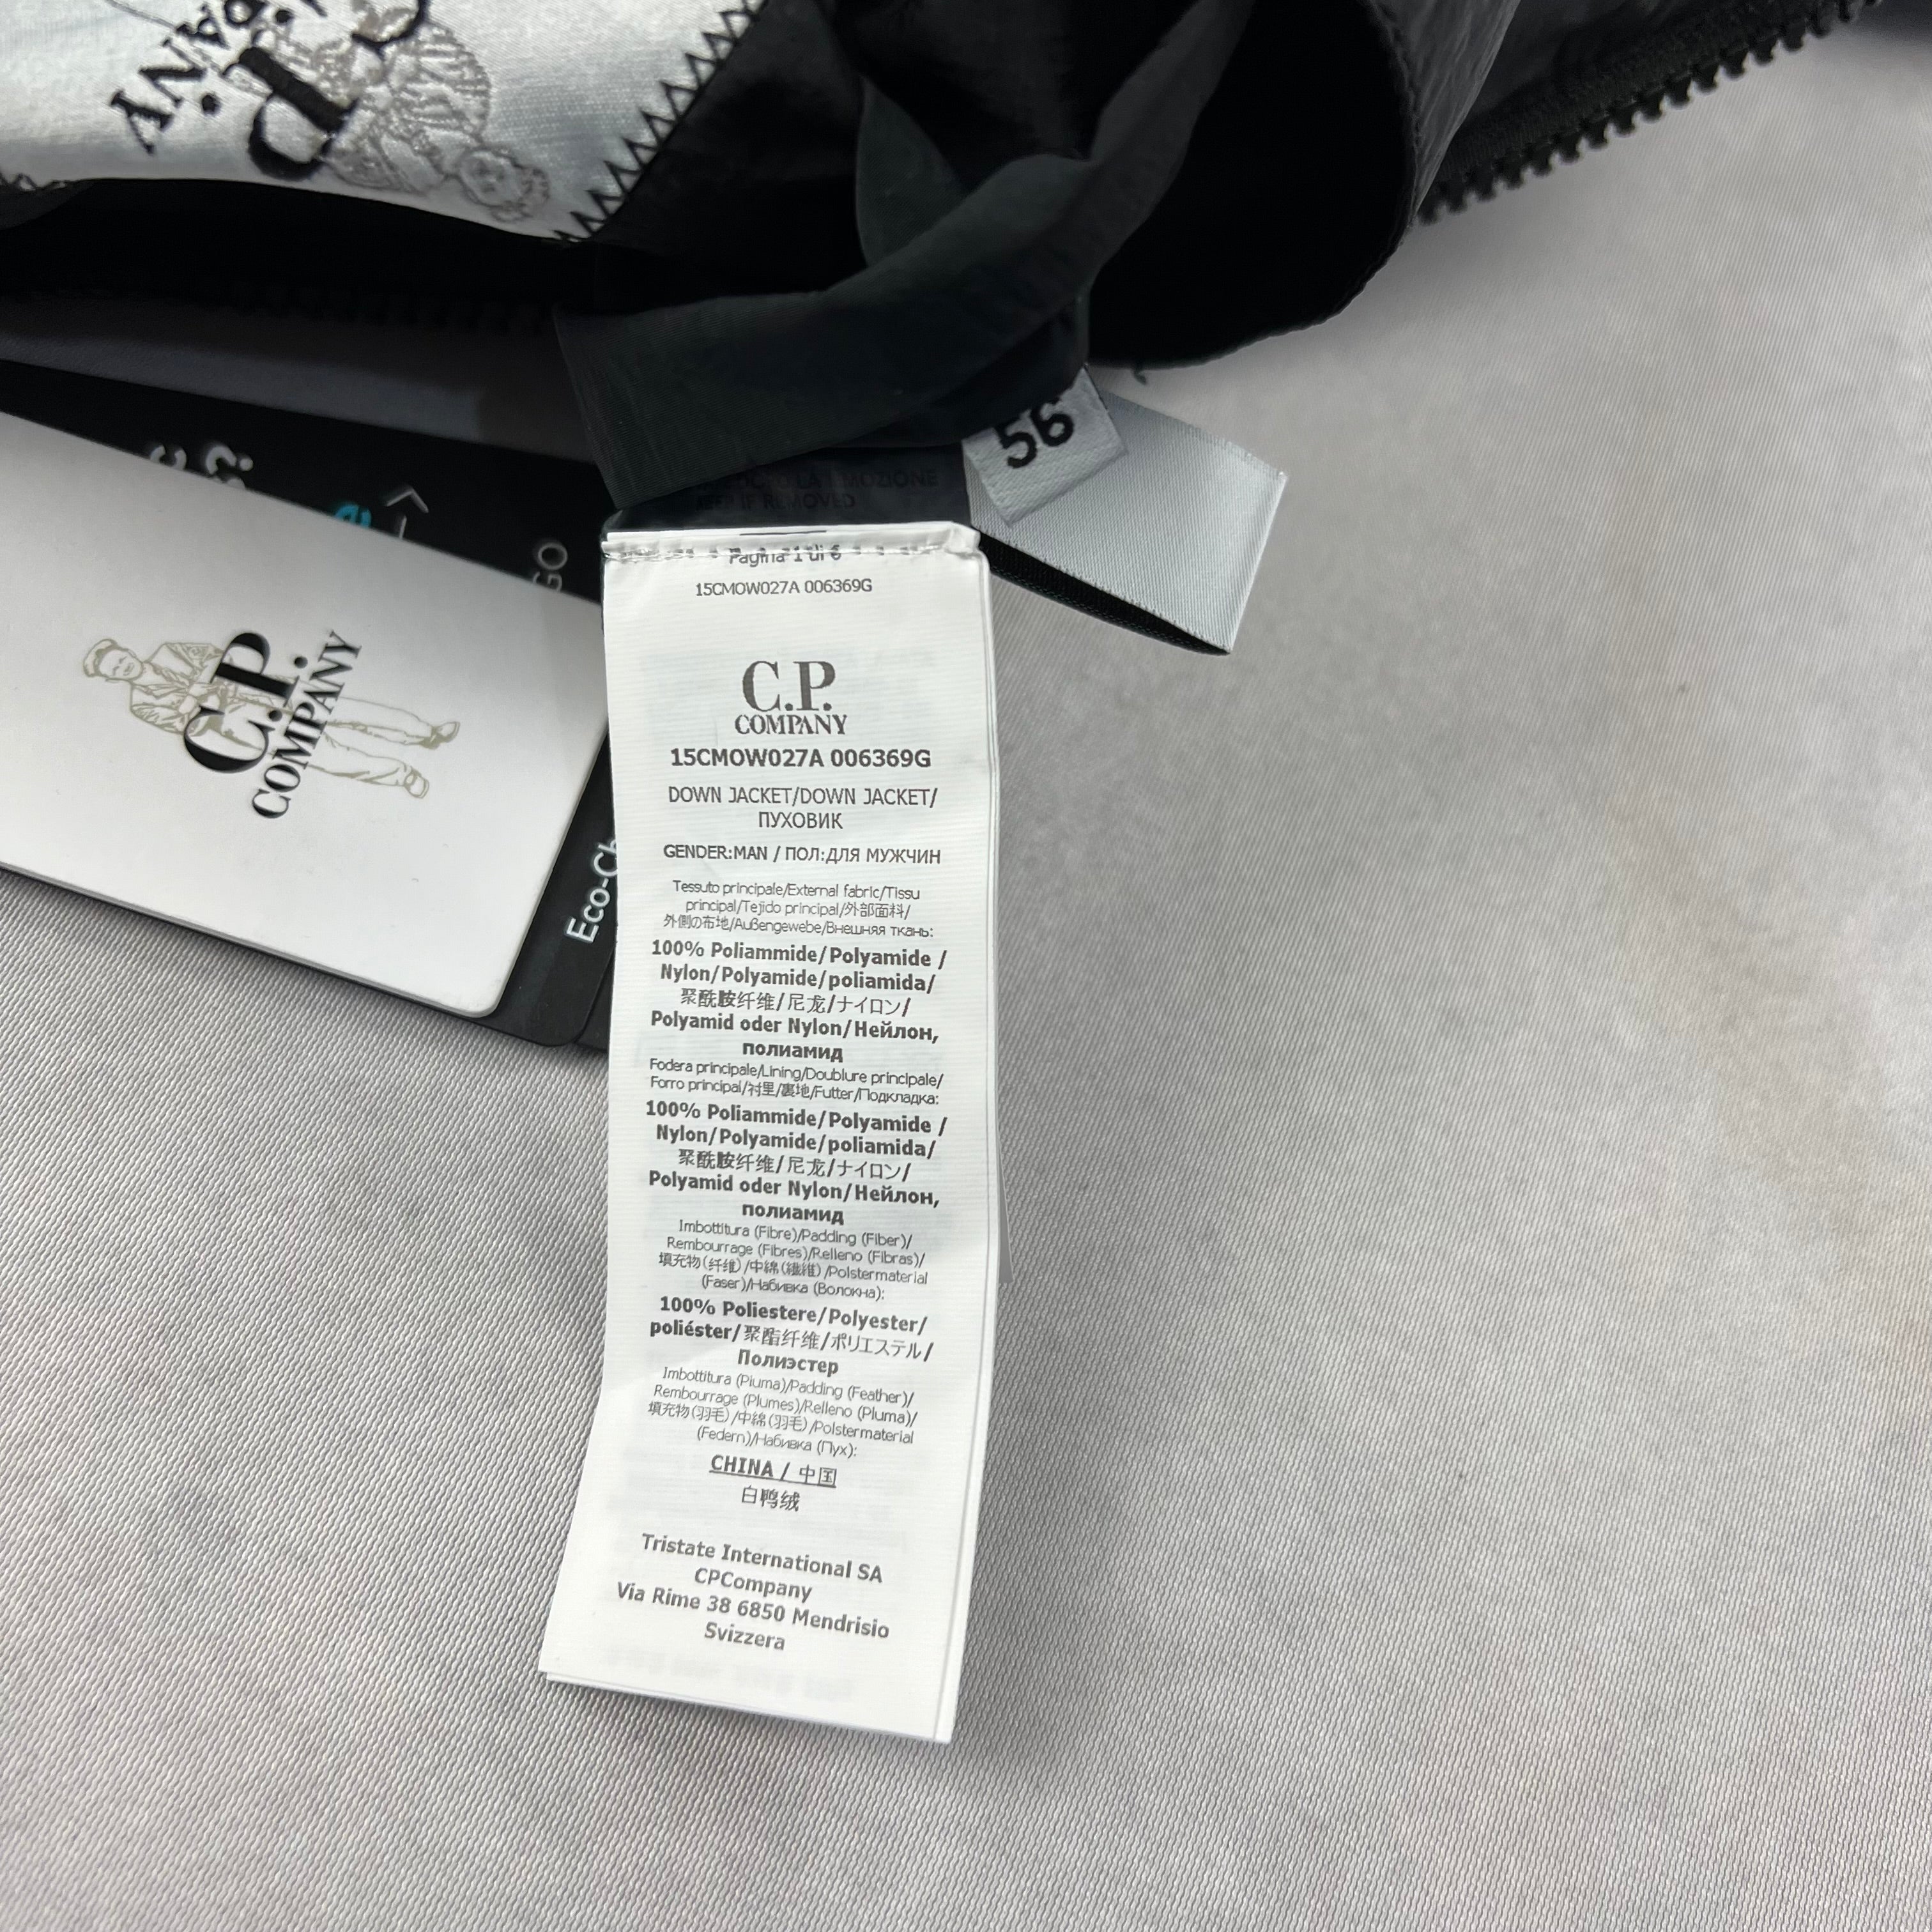 C.P.
COMPANY
56
LA EMOZIONE
IF REMOVED
Pagina 1 di 6
15CMOW027A 006369G
C.P.
COMPANY
15CMOW027A 006369G
DOWN JACKET/DOWN JACKET/
ПУХОВИК
GENDER:MAN / ПОЛ:ДЛЯ МУЖЧИН
Tessuto principale/External fabric/Tissu
principal/Tejido principal/外部面料/
外側の布地/Außengewebe/Внешняя ткань:
100% Poliammide/Polyamide /
Nylon/Polyamide/poliamida/
聚酰胺纤维/尼龙/ナイロン/
Polyamid oder Nylon/Нейлон,
полиамид
Fodera principale/Lining/Doublure principale/
Forro principal/衬里/裏地/Futter/Подкладка:
100% Poliammide/Polyamide /
Nylon/Polyamide/poliamida/
聚酰胺纤维/尼龙/ナイロン/
Polyamid oder Nylon/Нейлон,
полиамид
Imbottitura (Fibre)/Padding (Fiber)/
Rembourrage (Fibres)/Relleno (Fibras)/
填充物(纤维)/中綿(繊維)/Polstermaterial
(Faser)/Набивка (Волокна):
100% Poliestere/Polyester/
poliéster/聚酯纤维/ポリエステル/
Полиэстер
Imbottitura (Piuma)/Padding (Feather)/
Rembourrage (Plumes)/Relleno (Pluma)/
填充物(羽毛)/中綿(羽毛)/Polstermaterial
(Federn)/Набивка (Пух):
CHINA / 中国
白鸭绒
Tristate International SA
CPCompany
Via Rime 38 6850 Mendrisio
Svizzera
C.P.
COMPANY